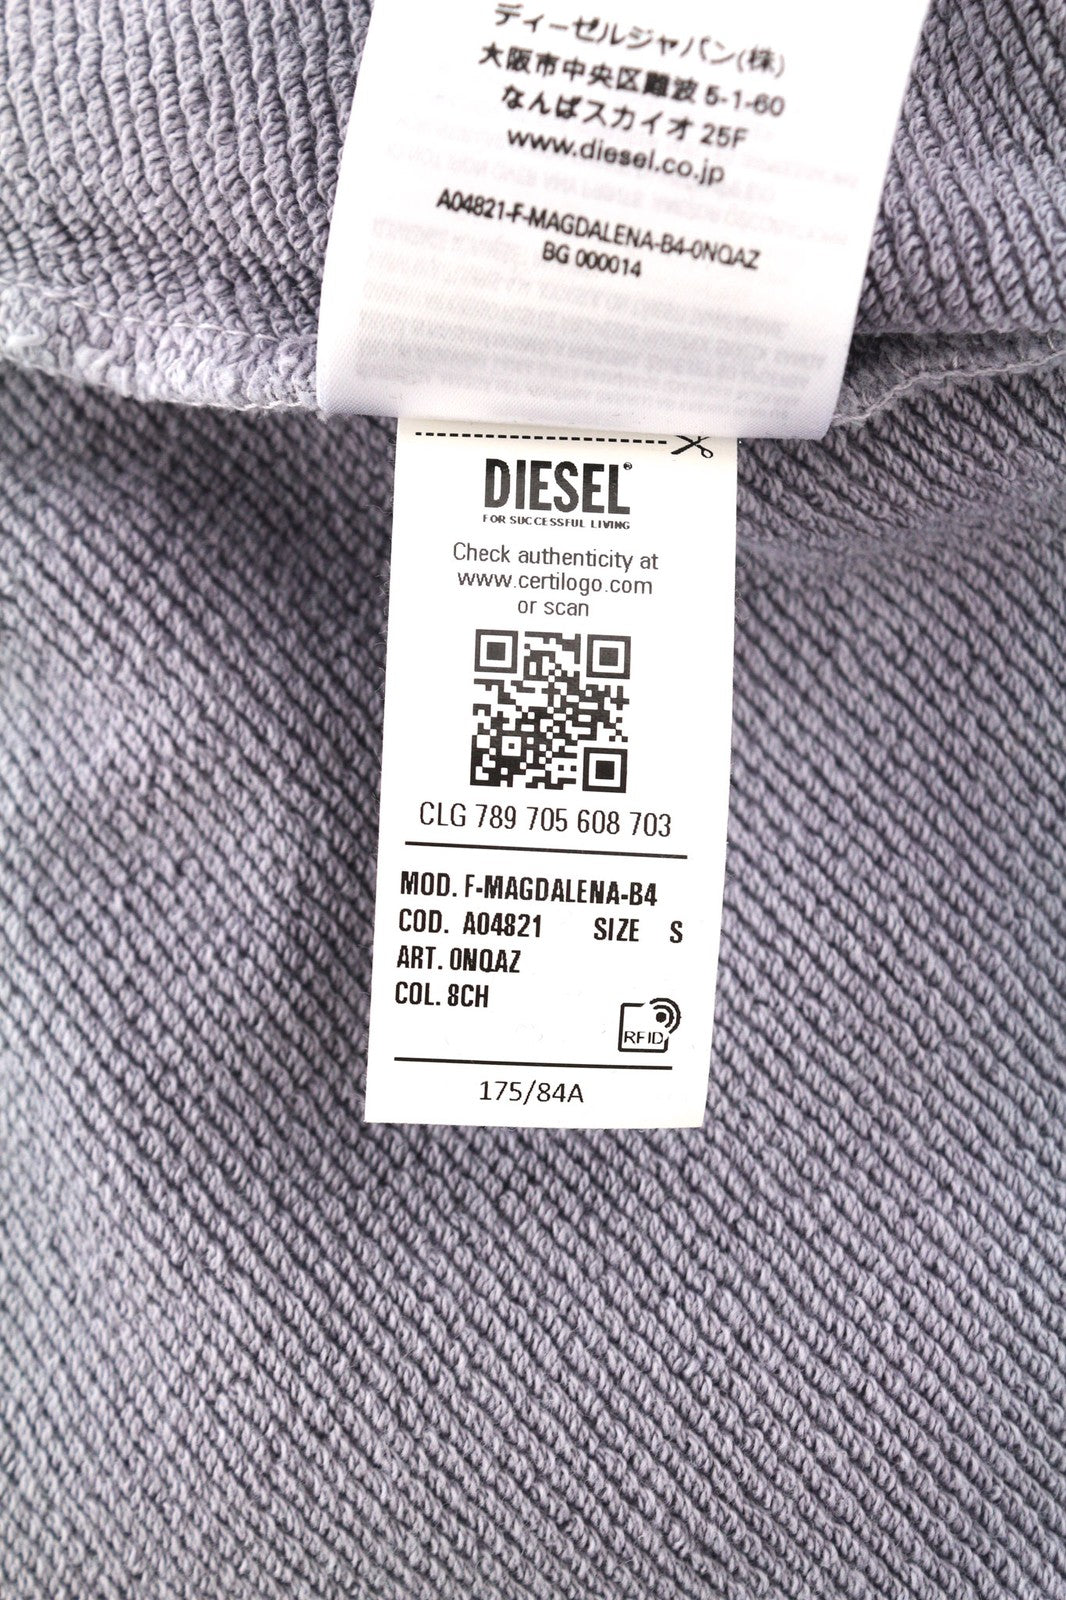 ディーゼルジャパン(株)
大阪市中央区難波 5-1-60
なんばスカイオ 25F
www.diesel.co.jp
A04821-F-MAGDALENA-B4-0NQAZ
BG 000014
DIESEL®
FOR SUCCESSFUL LIVING
Check authenticity at
www.certilogo.com
or scan
CLG 789 705 608 703
MOD. F-MAGDALENA-B4
COD. A04821 SIZE S
ART. 0NQAZ
COL. 8CH
RFID
175/84A